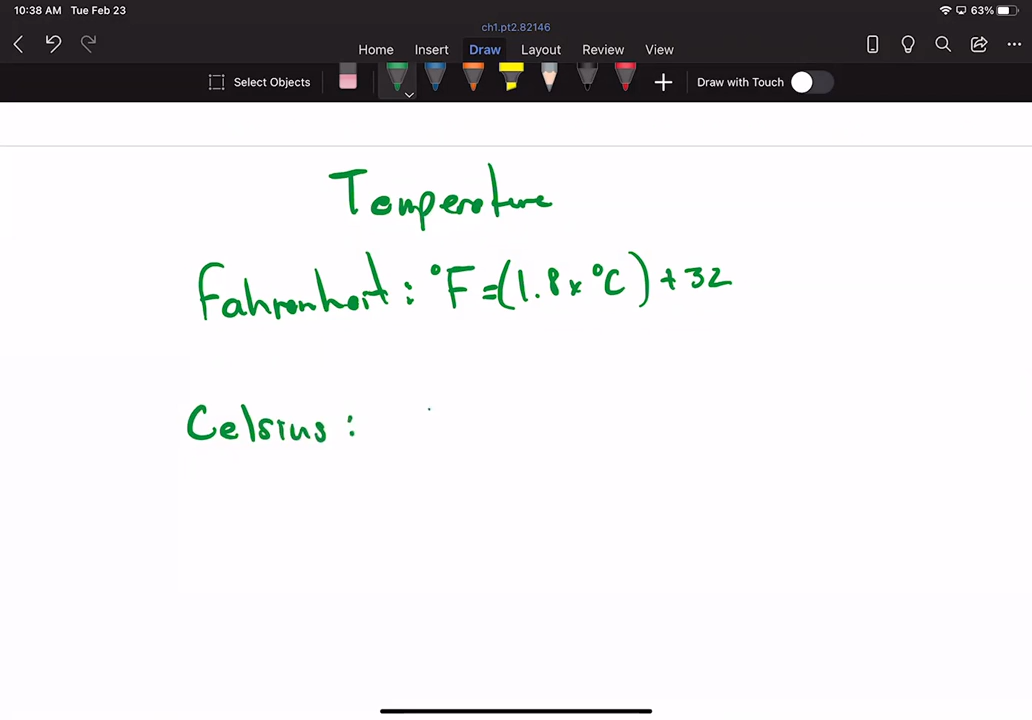 10:38 AM Tue Feb 23
63%
ch1.pt2.82146
Home Insert Draw Layout Review View
Select Objects
Draw with Touch
Temperature
Fahrenheit : °F = (1.8 x °C) + 32
Celsius :